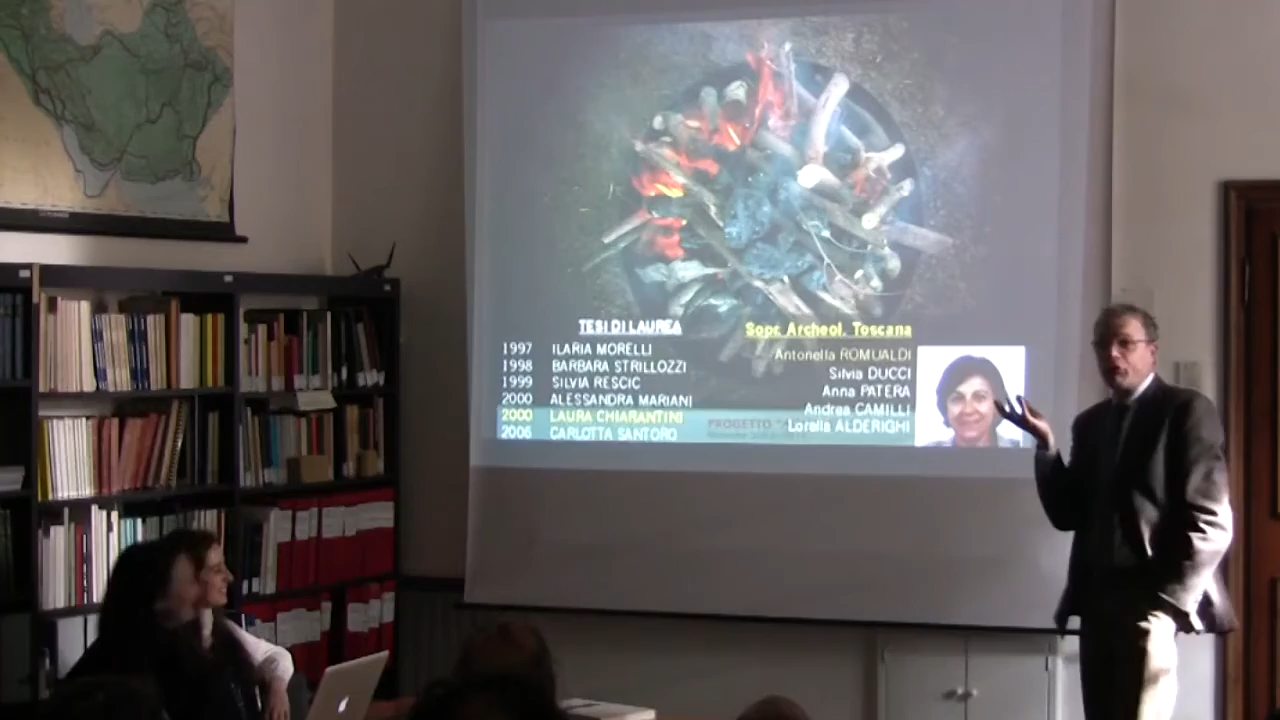 TESI DI LAUREA
1997 ILARIA MORELLI
1998 BARBARA STRILLOZZI
1999 SILVIA RESCIC
2000 ALESSANDRA MARIANI
2000 LAURA CHIARANTINI
2006 CARLOTTA SANTORO
Sopr. Archeol. Toscana
Antonella ROMUALDI
Silvia DUCCI
Anna PATERA
Andrea CAMILLI
Lorella ALDERIGHI
PROGETTO